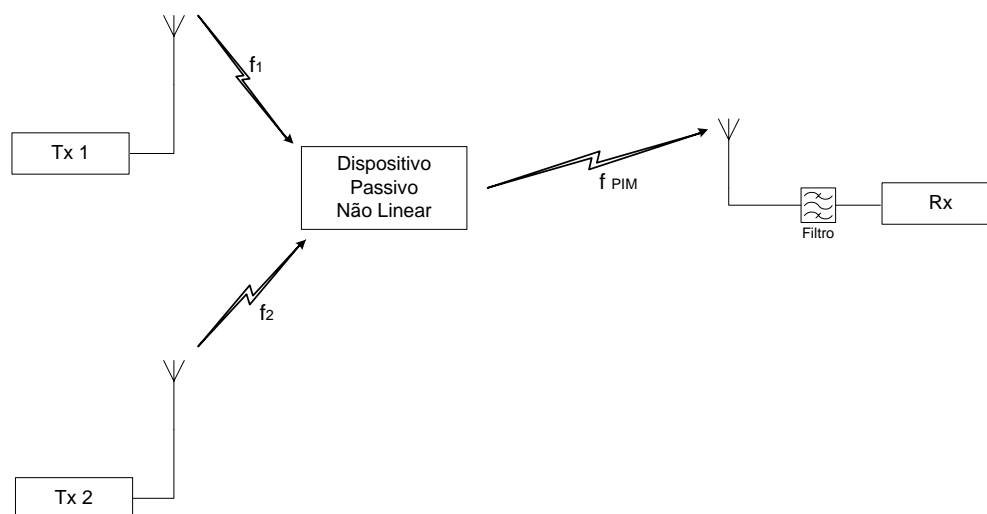 f1
Tx 1
Dispositivo
Passivo
Não Linear
f PIM
Rx
Filtro
f2
Tx 2